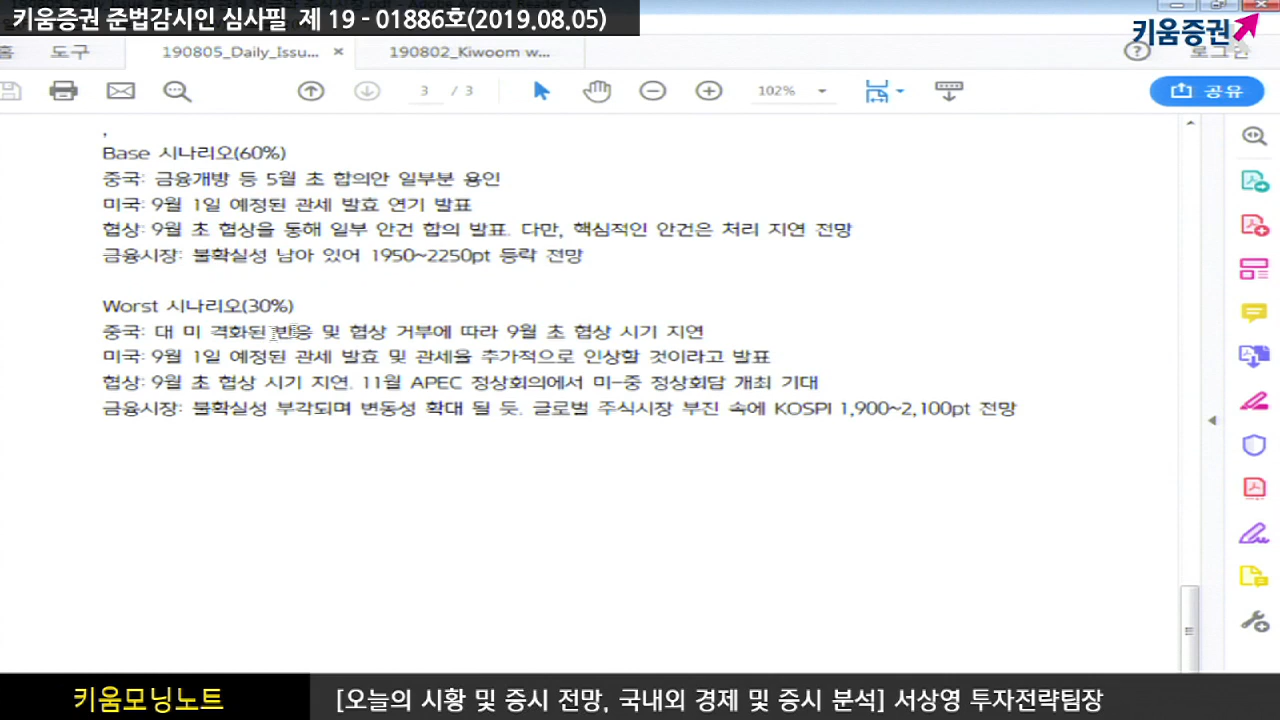 키움증권 준법감시인 심사필 제 19 - 01886호(2019.08.05)
키움증권
홈 도구 190805_Daily_Issu... × 190802_Kiwoom w... ? 로그인
3 / 3 102% 공유
,
Base 시나리오(60%)
중국: 금융개방 등 5월 초 합의안 일부분 용인
미국: 9월 1일 예정된 관세 발효 연기 발표
협상: 9월 초 협상을 통해 일부 안건 합의 발표. 다만, 핵심적인 안건은 처리 지연 전망
금융시장: 불확실성 남아 있어 1950~2250pt 등락 전망
Worst 시나리오(30%)
중국: 대 미 격화된 반응 및 협상 거부에 따라 9월 초 협상 시기 지연
미국: 9월 1일 예정된 관세 발효 및 관세율 추가적으로 인상할 것이라고 발표
협상: 9월 초 협상 시기 지연. 11월 APEC 정상회의에서 미-중 정상회담 개최 기대
금융시장: 불확실성 부각되며 변동성 확대 될 듯. 글로벌 주식시장 부진 속에 KOSPI 1,900~2,100pt 전망
키움모닝노트
[오늘의 시황 및 증시 전망, 국내외 경제 및 증시 분석] 서상영 투자전략팀장